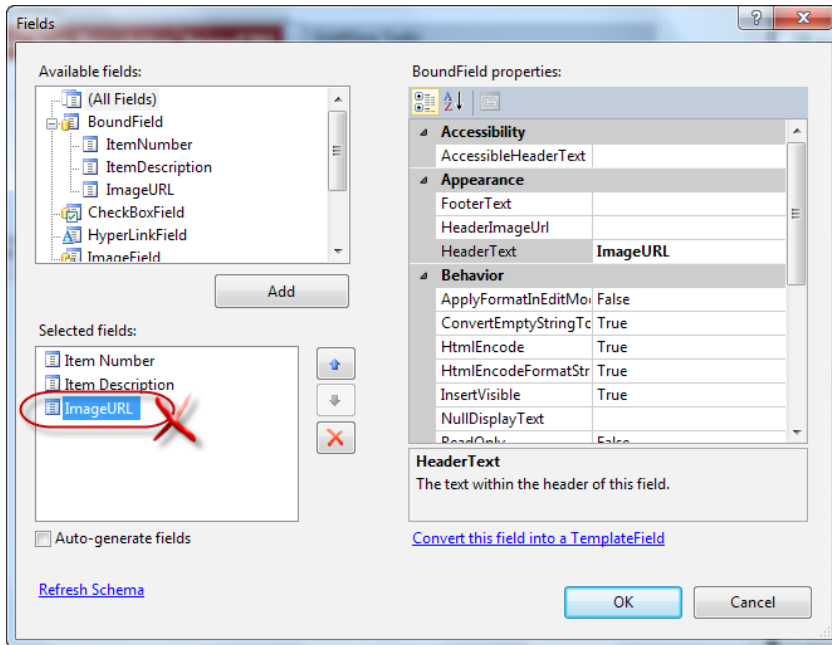 Fields
Available fields:
(All Fields)
BoundField
ItemNumber
ItemDescription
ImageURL
CheckBoxField
HyperLinkField
ImageField
Add
Selected fields:
Item Number
Item Description
ImageURL
Auto-generate fields
Refresh Schema
BoundField properties:
Accessibility
AccessibleHeaderText
Appearance
FooterText
HeaderImageUrl
HeaderText ImageURL
Behavior
ApplyFormatInEditMo False
ConvertEmptyStringTo True
HtmlEncode True
HtmlEncodeFormatStr True
InsertVisible True
NullDisplayText
ReadOnly False
HeaderText
The text within the header of this field.
Convert this field into a TemplateField
OK Cancel